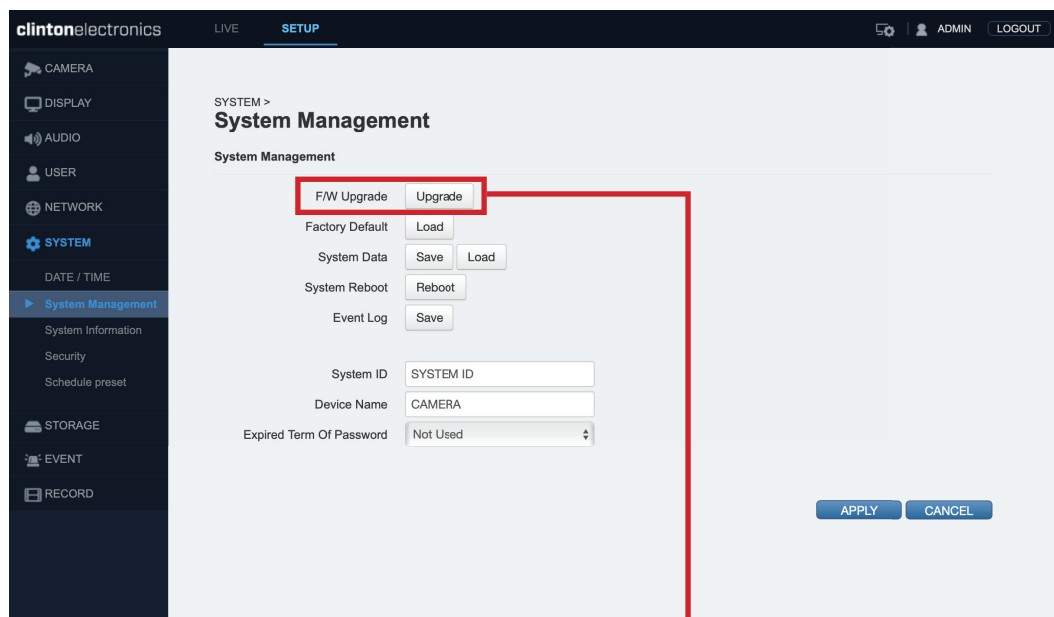 clintonelectronics LIVE SETUP ADMIN LOGOUT
CAMERA
DISPLAY
AUDIO
USER
NETWORK
SYSTEM
DATE / TIME
System Management
System Information
Security
Schedule preset
STORAGE
EVENT
RECORD
SYSTEM >
System Management
System Management
F/W Upgrade Upgrade
Factory Default Load
System Data Save Load
System Reboot Reboot
Event Log Save
System ID SYSTEM ID
Device Name CAMERA
Expired Term Of Password Not Used
APPLY CANCEL